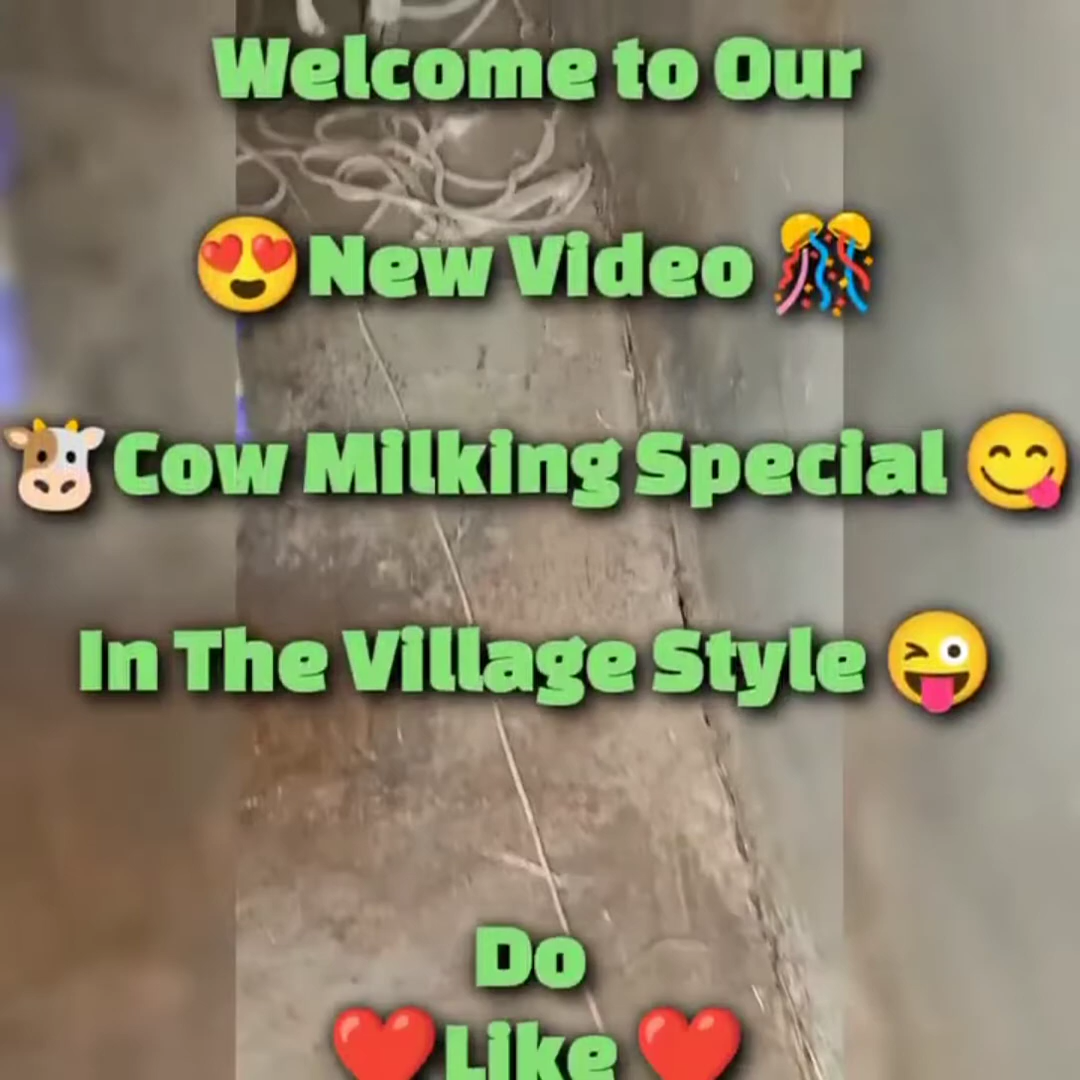 Welcome to Our
😍New Video 🎊
🐮Cow Milking Special 😋
In The Village Style 😜
Do
❤️Like ❤️